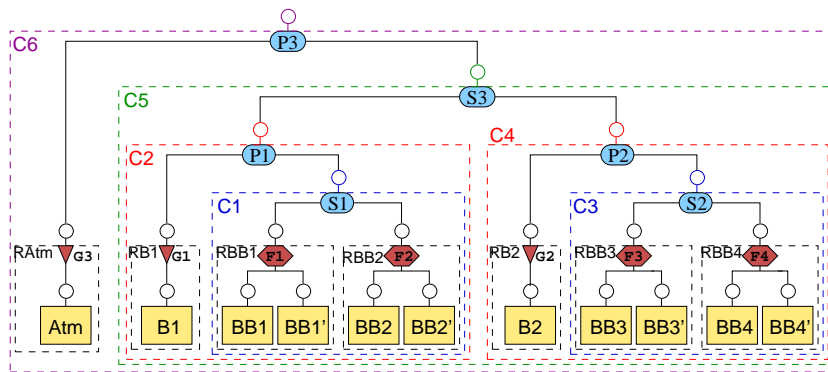 C6
P3
C5
S3
C2
P1
C4
P2
C1
S1
C3
S2
RAtm
G3
RB1
G1
RBB1
F1
RBB2
F2
RB2
G2
RBB3
F3
RBB4
F4
Atm
B1
BB1
BB1'
BB2
BB2'
B2
BB3
BB3'
BB4
BB4'